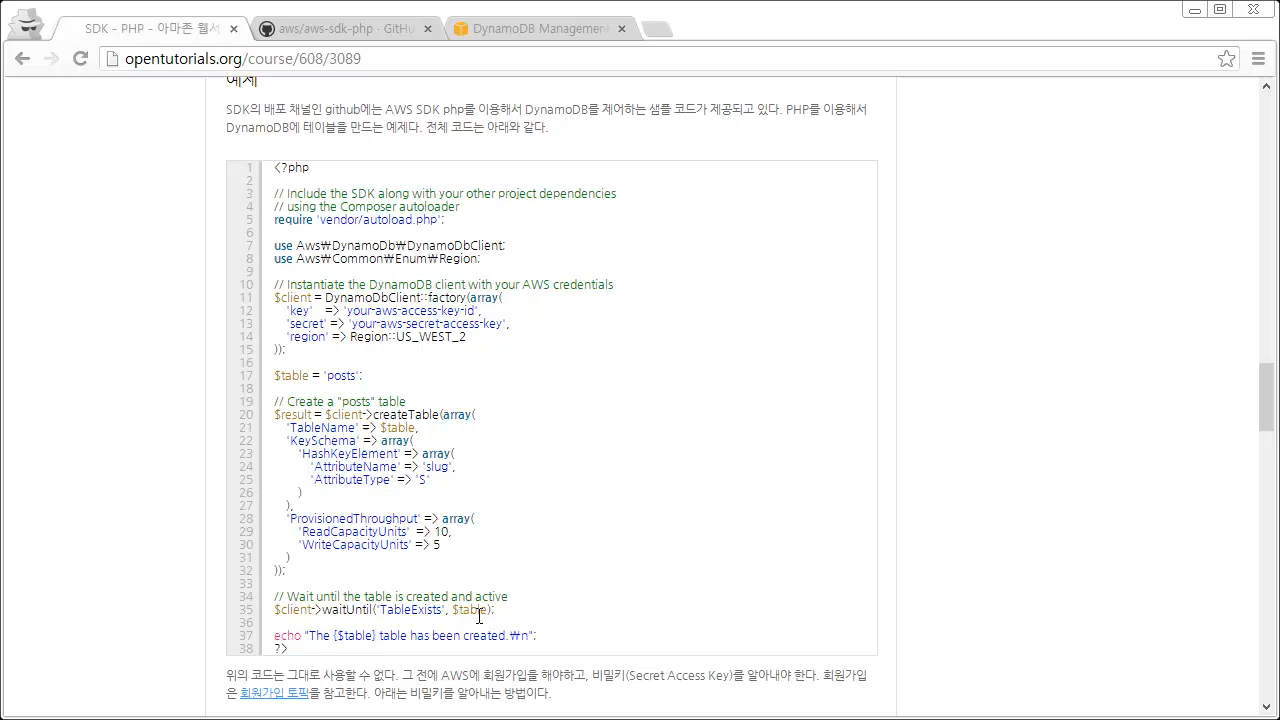 SDK - PHP - 아마존 웹서
aws/aws-sdk-php · GitHu
DynamoDB Management
opentutorials.org/course/608/3089
예제
SDK의 배포 채널인 github에는 AWS SDK php를 이용해서 DynamoDB를 제어하는 샘플 코드가 제공되고 있다. PHP를 이용해서
DynamoDB에 테이블을 만드는 예제다. 전체 코드는 아래와 같다.
1 <?php
2
3 // Include the SDK along with your other project dependencies
4 // using the Composer autoloader
5 require 'vendor/autoload.php';
6
7 use Aws₩DynamoDb₩DynamoDbClient;
8 use Aws₩Common₩Enum₩Region;
9
10 // Instantiate the DynamoDB client with your AWS credentials
11 $client = DynamoDbClient::factory(array(
12 'key' => 'your-aws-access-key-id',
13 'secret' => 'your-aws-secret-access-key',
14 'region' => Region::US_WEST_2
15 ));
16
17 $table = 'posts';
18
19 // Create a "posts" table
20 $result = $client->createTable(array(
21 'TableName' => $table,
22 'KeySchema' => array(
23 'HashKeyElement' => array(
24 'AttributeName' => 'slug',
25 'AttributeType' => 'S'
26 )
27 ),
28 'ProvisionedThroughput' => array(
29 'ReadCapacityUnits' => 10,
30 'WriteCapacityUnits' => 5
31 )
32 ));
33
34 // Wait until the table is created and active
35 $client->waitUntil('TableExists', $table);
36
37 echo "The {$table} table has been created.₩n";
38 ?>
위의 코드는 그대로 사용할 수 없다. 그 전에 AWS에 회원가입을 해야하고, 비밀키(Secret Access Key)를 알아내야 한다. 회원가입
은 회원가입 토픽을 참고한다. 아래는 비밀키를 알아내는 방법이다.